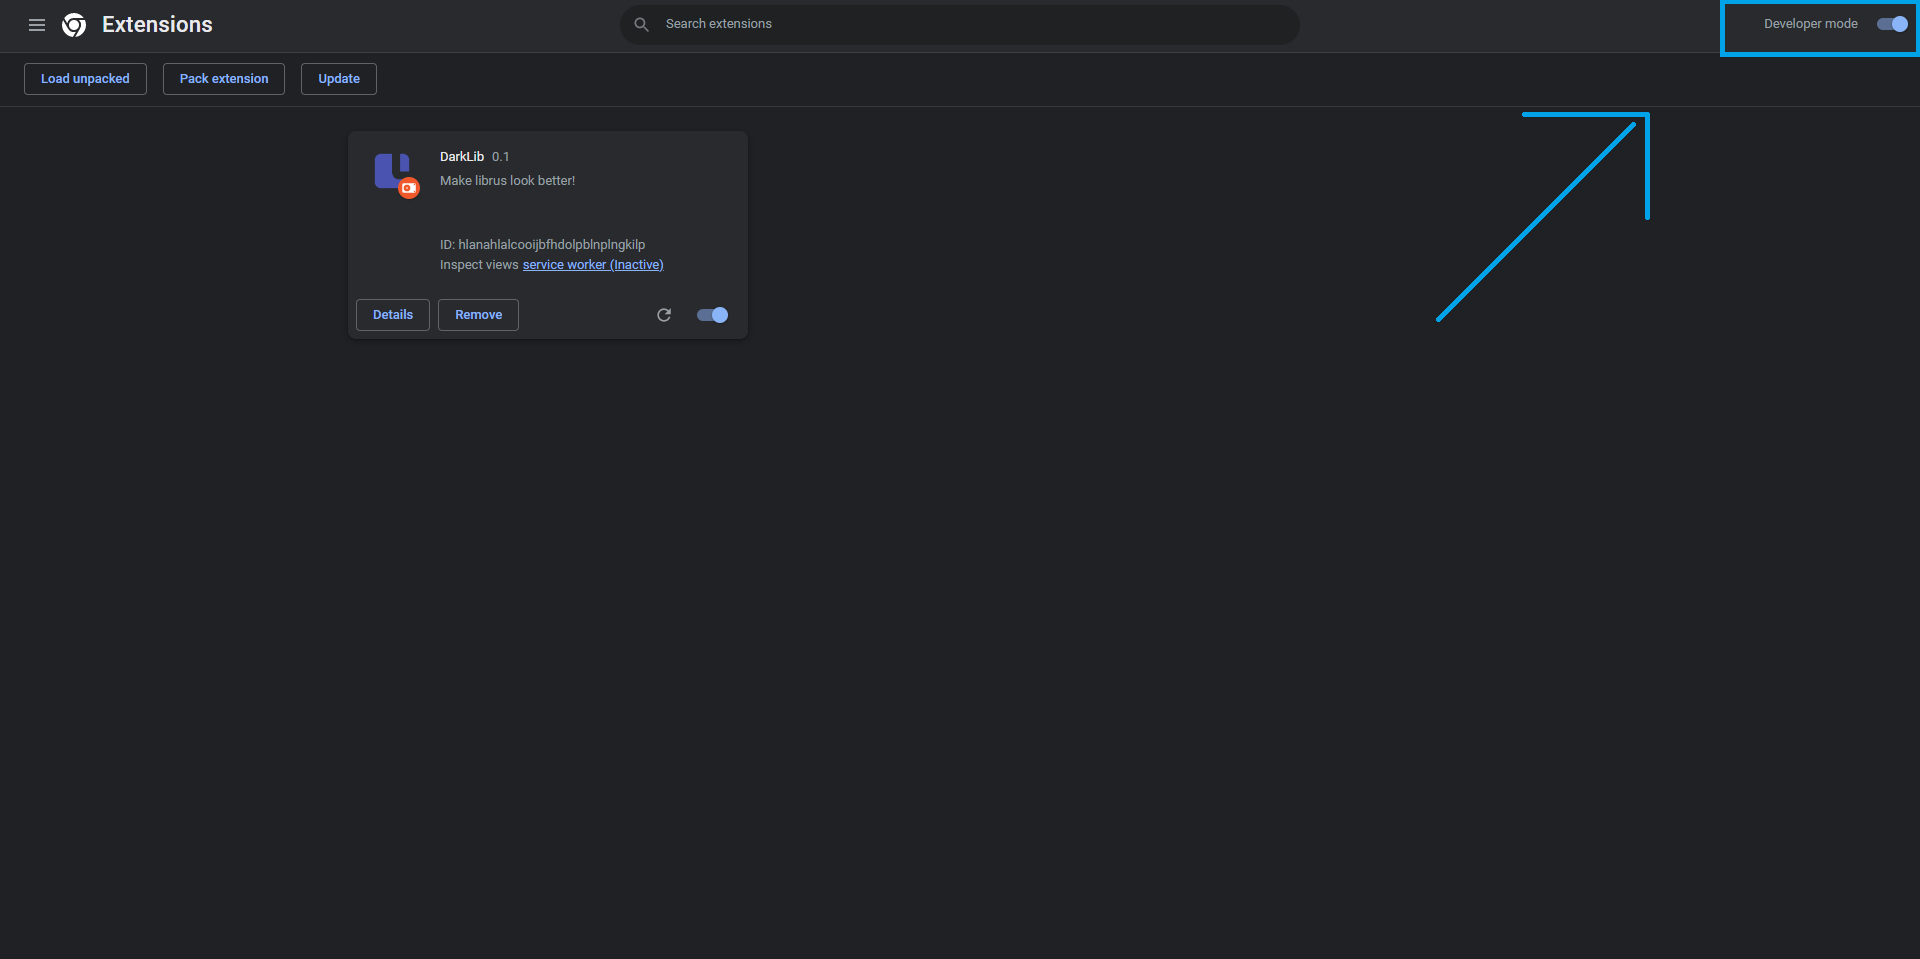 Extensions
Search extensions
Developer mode
Load unpacked
Pack extension
Update
DarkLib 0.1
Make librus look better!
ID: hlanahlalcooijbfhdolpblnplngkilp
Inspect views service worker (Inactive)
Details
Remove